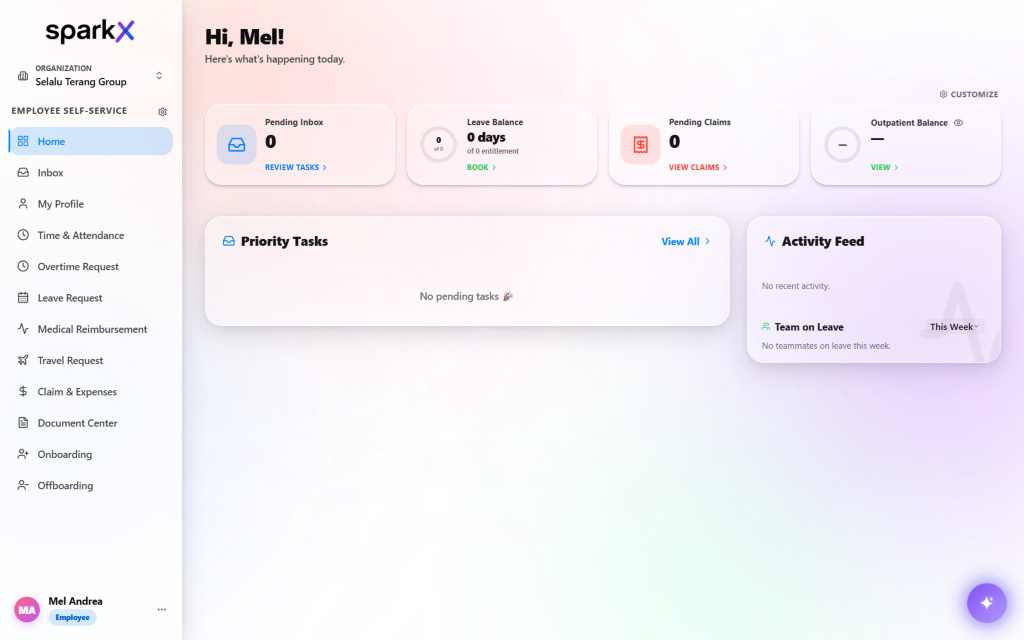 sparkX
ORGANIZATION
Selalu Terang Group
EMPLOYEE SELF-SERVICE
Home
Inbox
My Profile
Time & Attendance
Overtime Request
Leave Request
Medical Reimbursement
Travel Request
Claim & Expenses
Document Center
Onboarding
Offboarding
MA
Mel Andrea
Employee
Hi, Mel!
Here's what's happening today.
CUSTOMIZE
Pending Inbox
0
REVIEW TASKS
0
of 0
Leave Balance
0 days
of 0 entitlement
BOOK
Pending Claims
0
VIEW CLAIMS
—
Outpatient Balance
—
VIEW
Priority Tasks
View All
No pending tasks 🎉
Activity Feed
No recent activity.
Team on Leave
This Week
No teammates on leave this week.